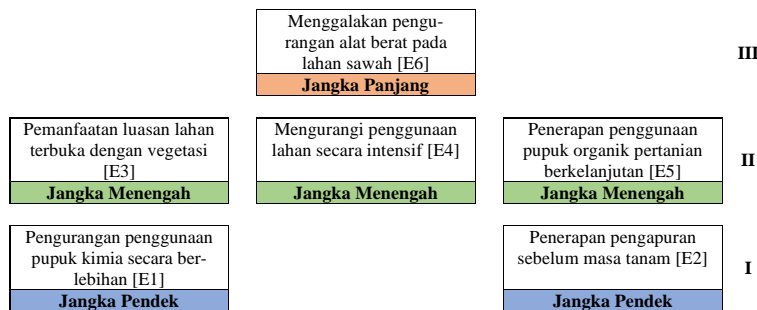 Menggalakan pengu-
rangan alat berat pada
lahan sawah [E6]
Jangka Panjang
III
Pemanfaatan luasan lahan
terbuka dengan vegetasi
[E3]
Jangka Menengah
Mengurangi penggunaan
lahan secara intensif [E4]
Jangka Menengah
Penerapan penggunaan
pupuk organik pertanian
berkelanjutan [E5]
Jangka Menengah
II
Pengurangan penggunaan
pupuk kimia secara ber-
lebihan [E1]
Jangka Pendek
Penerapan pengapuran
sebelum masa tanam [E2]
Jangka Pendek
I